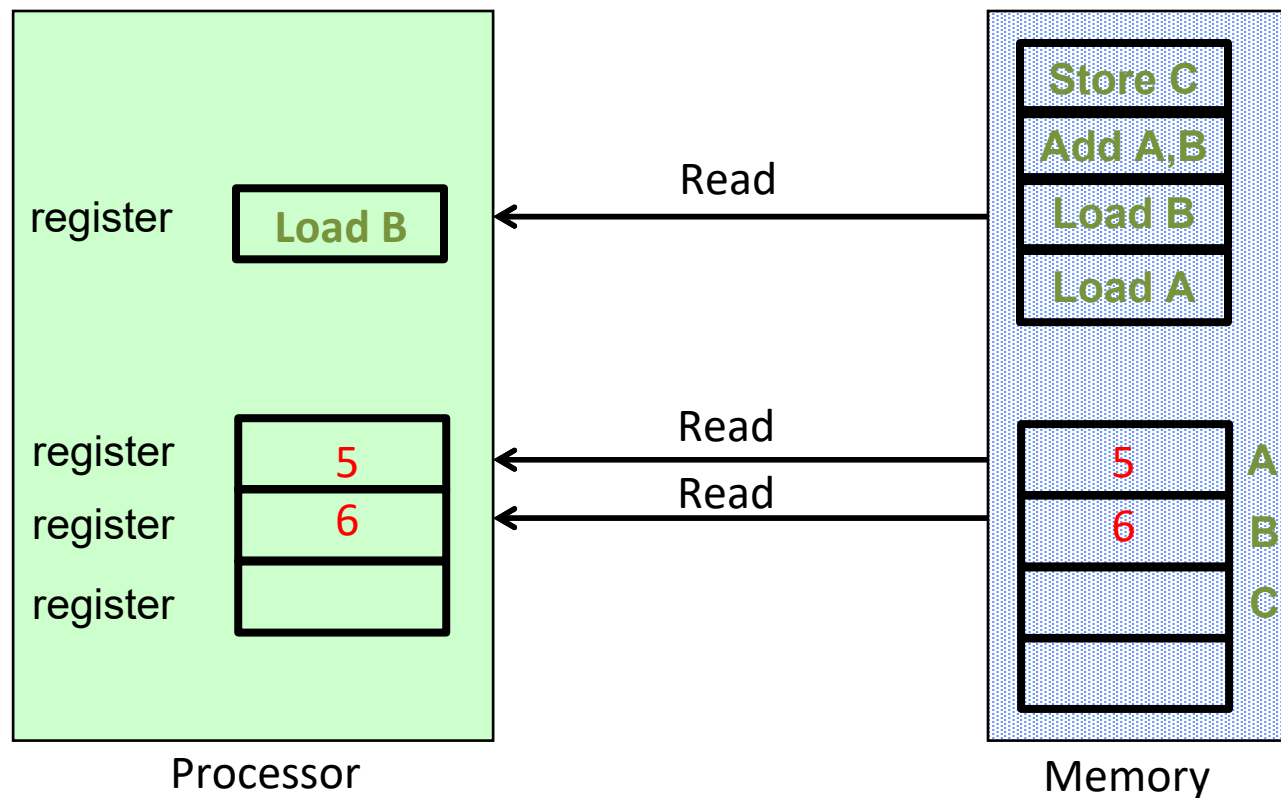 Store C
Add A,B
Read
register
Load B
Load B
Load A
Read
register
5
5
A
Read
register
6
6
B
register
C
Processor
Memory